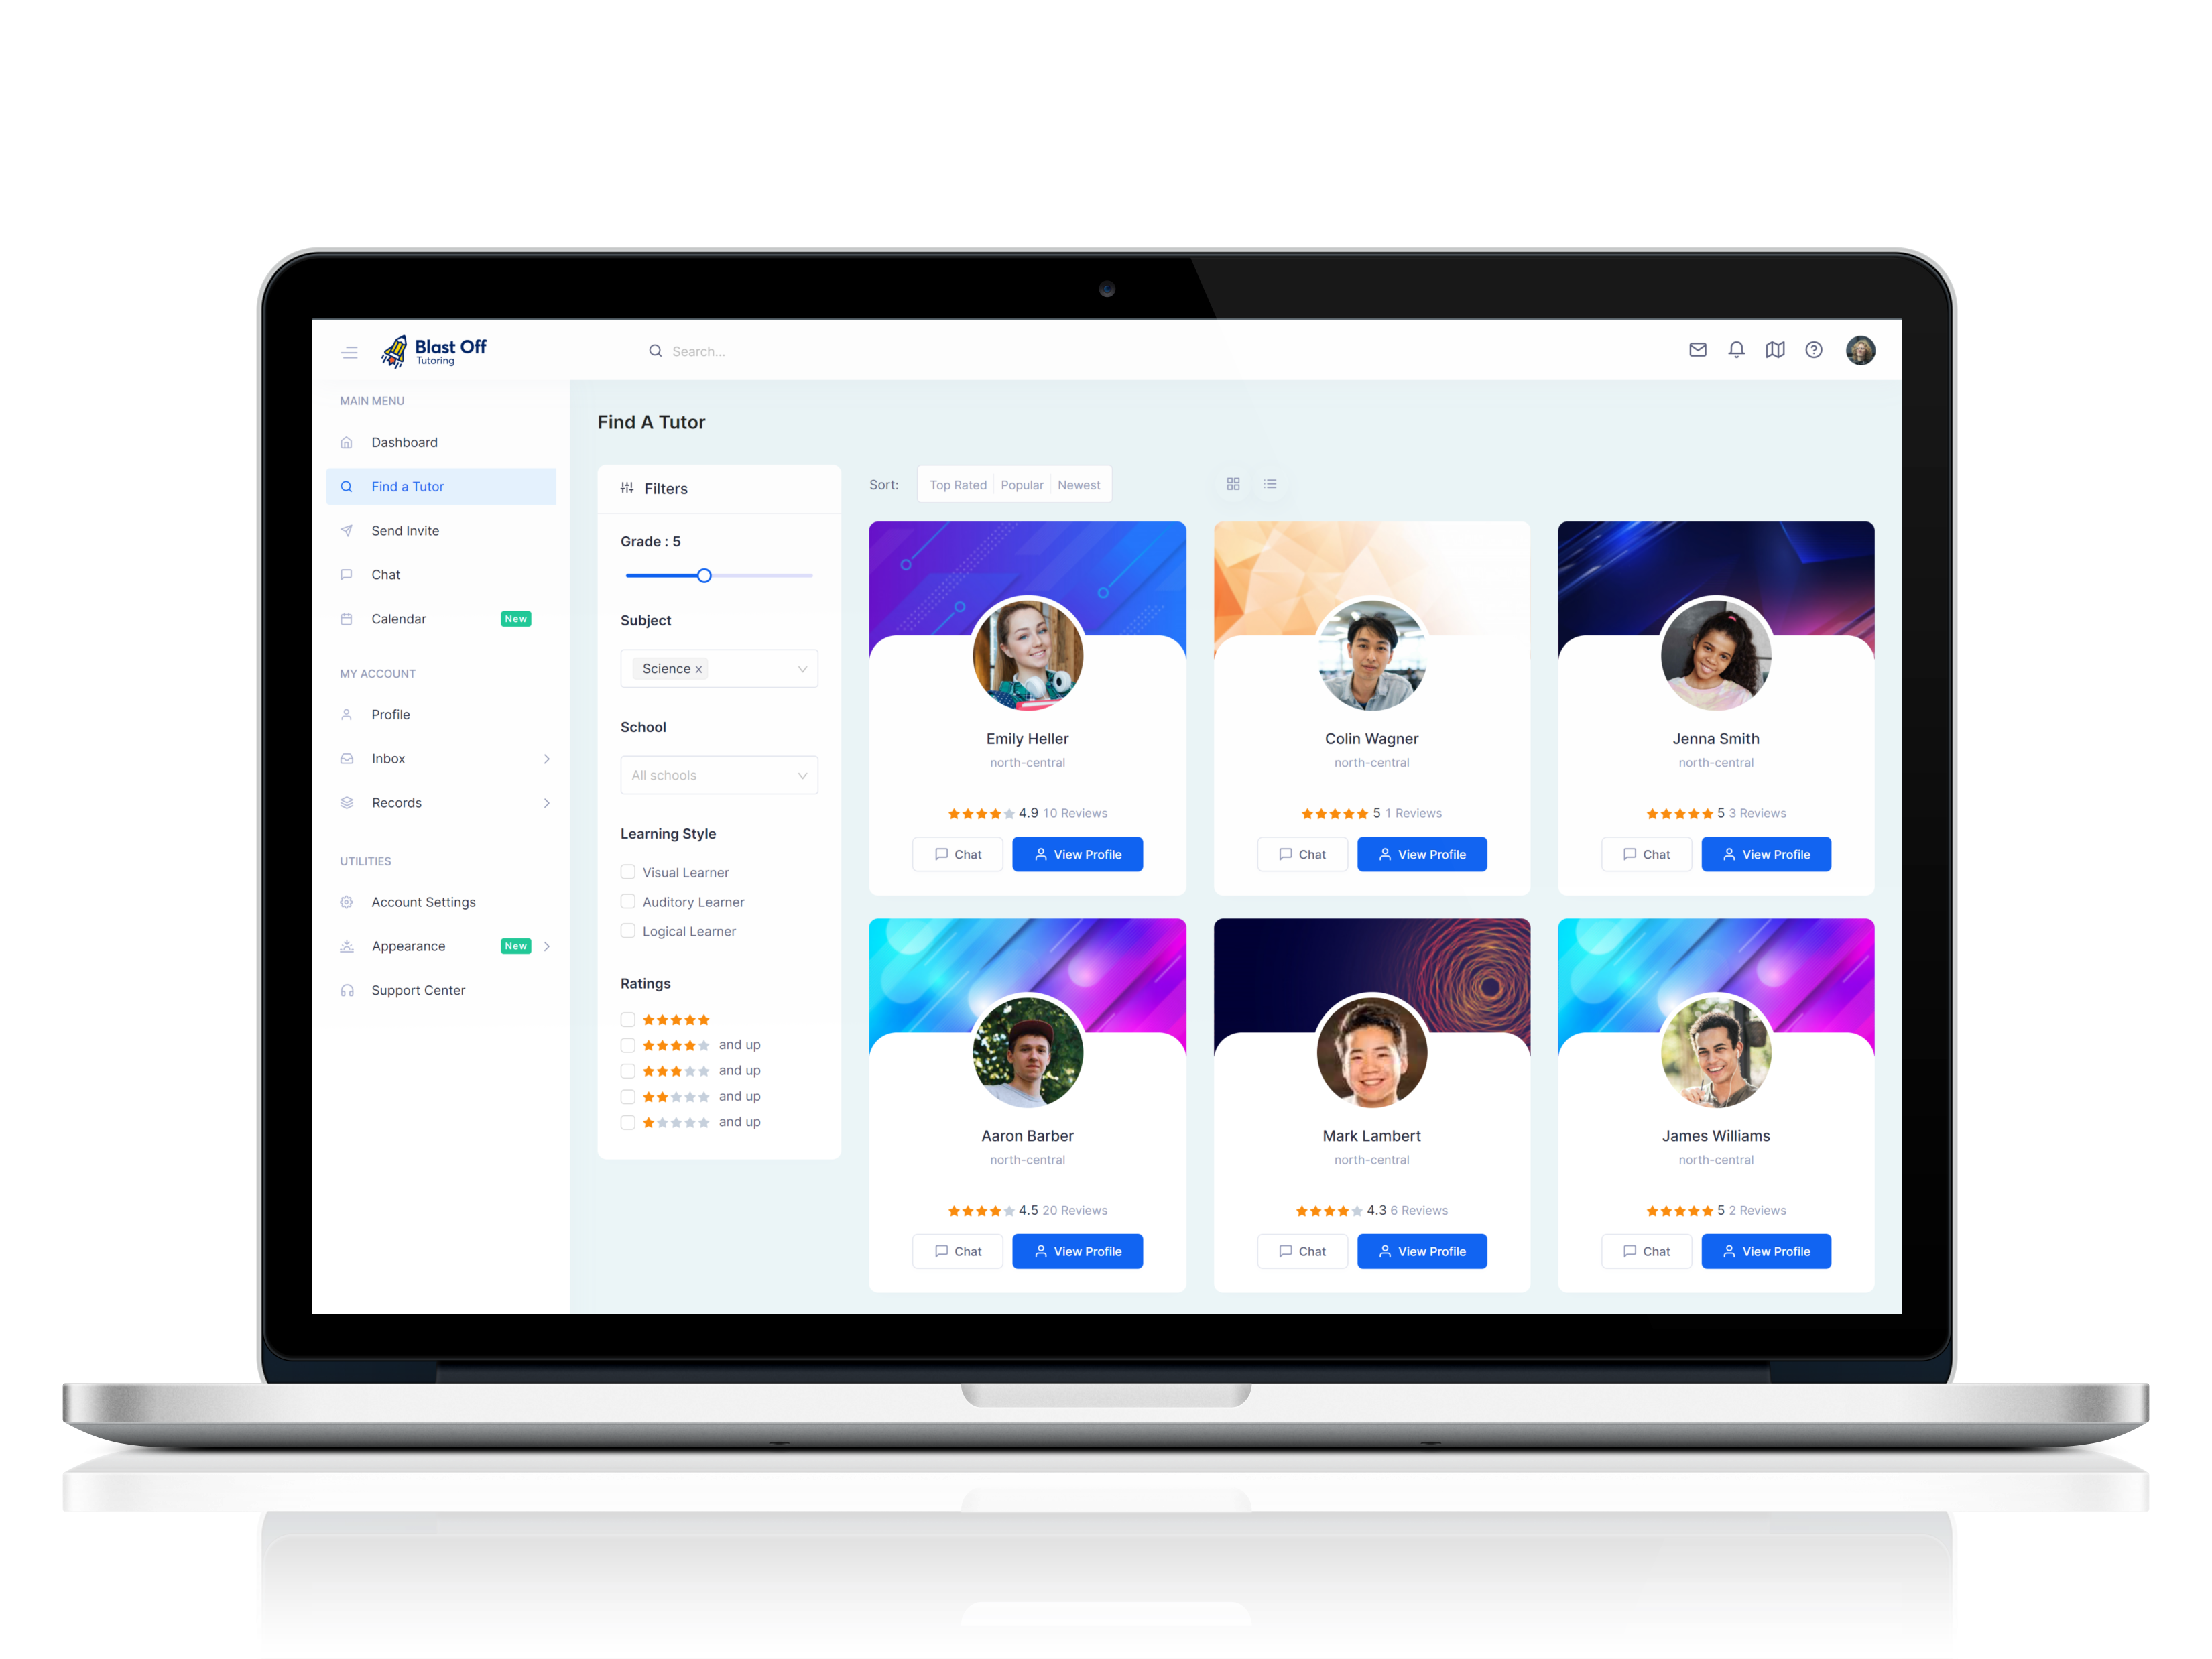 Blast Off
Tutoring
Search...
MAIN MENU
Dashboard
Find a Tutor
Send Invite
Chat
Calendar New
MY ACCOUNT
Profile
Inbox
Records
UTILITIES
Account Settings
Appearance New
Support Center
Find A Tutor
Filters
Grade : 5
Subject
Science x
School
All schools
Learning Style
Visual Learner
Auditory Learner
Logical Learner
Ratings
and up
and up
and up
and up
Sort: Top Rated Popular Newest
Emily Heller
north-central
4.9 10 Reviews
Chat View Profile
Colin Wagner
north-central
5 1 Reviews
Chat View Profile
Jenna Smith
north-central
5 3 Reviews
Chat View Profile
Aaron Barber
north-central
4.5 20 Reviews
Chat View Profile
Mark Lambert
north-central
4.3 6 Reviews
Chat View Profile
James Williams
north-central
5 2 Reviews
Chat View Profile